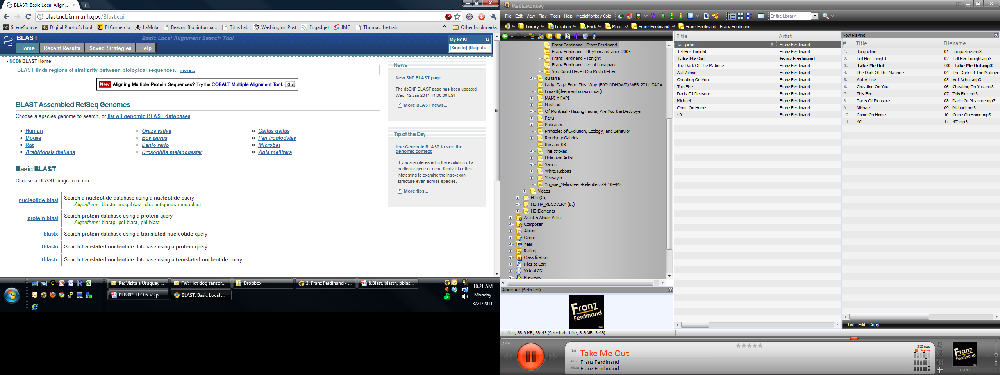 BLAST: Basic Local Align...
blast.ncbi.nlm.nih.gov/Blast.cgi
SceneSource Digital Photo School El Comercio LaMula Beacon Bioninforma... Titus Lab Washington Post Engadget IMG Thomas the train » Other bookmarks
BLAST Basic Local Alignment Search Tool
My NCBI ?
[Sign In] [Register]
Home Recent Results Saved Strategies Help
NCBI/ BLAST Home
BLAST finds regions of similarity between biological sequences. more...
New Aligning Multiple Protein Sequences? Try the COBALT Multiple Alignment Tool. Go
BLAST Assembled RefSeq Genomes
Choose a species genome to search, or list all genomic BLAST databases.
Human Oryza sativa Gallus gallus
Mouse Bos taurus Pan troglodytes
Rat Danio rerio Microbes
Arabidopsis thaliana Drosophila melanogaster Apis mellifera
Basic BLAST
Choose a BLAST program to run.
nucleotide blast Search a nucleotide database using a nucleotide query
Algorithms: blastn, megablast, discontiguous megablast
protein blast Search protein database using a protein query
Algorithms: blastp, psi-blast, phi-blast
blastx Search protein database using a translated nucleotide query
tblastn Search translated nucleotide database using a protein query
tblastx Search translated nucleotide database using a translated nucleotide query
News
New SNP BLAST page
The dbSNP BLAST page has been updated.
Wed, 12 Jan 2011 14:00:00 EST
More BLAST news...
Tip of the Day
Use Genomic BLAST to see the
genomic context
If you are interested in the evolution of a
particular gene or gene family it is often
intetesting to examine the intro-exon
structure even across species.
More tips...
Re: Visita a Uruguay ... FW: Hot dog sensor... Dropbox 3. Franz Ferdinand - ... 8.Blast, blastn, pblas...
PLB802_LEC05_v3.p... BLAST: Basic Local ...
10:21 AM
Monday
3/21/2011
MediaMonkey
File Edit View Play Tools Help MediaMonkey Gold Entire Library
Library Location Erick Music Franz Ferdinand Franz Ferdinand - Franz Ferdinand
Franz Ferdinand - Franz Ferdinand
Franz Ferdinand - Rhythm and Vines 2008
Franz Ferdinand - Tonight
Franz Ferdinand Live at Luna park
You Could Have It So Much Better
guitarra
Lady_Gaga-Born_This_Way-(B004NDHQW0)-WEB-2011-GAGA
Lima98(deepcamboya.com.ar)
MAMI Y PAPI
Navidad
Of Montreal - Hissing Fauna, Are You the Destroyer
Peru
Podcasts
Principles of Evolution, Ecology, and Behavior
Rodrigo y Gabriela
Rosario '08
The strokes
Unknown Artist
Varios
White Rabbits
Yeasayer
Yngwie_Malmsteen-Relentless-2010-PMS
Videos
HD: (C:)
HD:HP_RECOVERY (D:)
HD:Elements
Artist & Album Artist
Composer
Album
Genre
Year
Rating
Classification
Files to Edit
Virtual CD
Previews
Album Art (Selected)
Franz
Ferdinand
Title Artist
Jacqueline Franz Ferdinand
Tell Her Tonight Franz Ferdinand
Take Me Out Franz Ferdinand
The Dark Of The Matinée Franz Ferdinand
Auf Achse Franz Ferdinand
Cheating On You Franz Ferdinand
This Fire Franz Ferdinand
Darts Of Pleasure Franz Ferdinand
Michael Franz Ferdinand
Come On Home Franz Ferdinand
40' Franz Ferdinand
Now Playing
# Title Filename
1. Jacqueline 01 - Jacqueline.mp3
2. Tell Her Tonight 02 - Tell Her Tonight.mp3
3. Take Me Out 03 - Take Me Out.mp3
4. The Dark Of The Matinée 04 - The Dark Of The Matinée
5. Auf Achse 05 - Auf Achse.mp3
6. Cheating On You 06 - Cheating On You.mp3
7. This Fire 07 - This Fire.mp3
8. Darts Of Pleasure 08 - Darts Of Pleasure.mp3
9. Michael 09 - Michael.mp3
10. Come On Home 10 - Come On Home.mp3
11. 40' 11 - 40'.mp3
List Edit Copy
11 files, 88.9 MB, 38:45 (Selected: 1 file, 8.8 MB, 3:48)
2:49
Title Take Me Out
Artist Franz Ferdinand
Album Franz Ferdinand
320 kbps
playing
Franz
Ferdinand
3 of 11